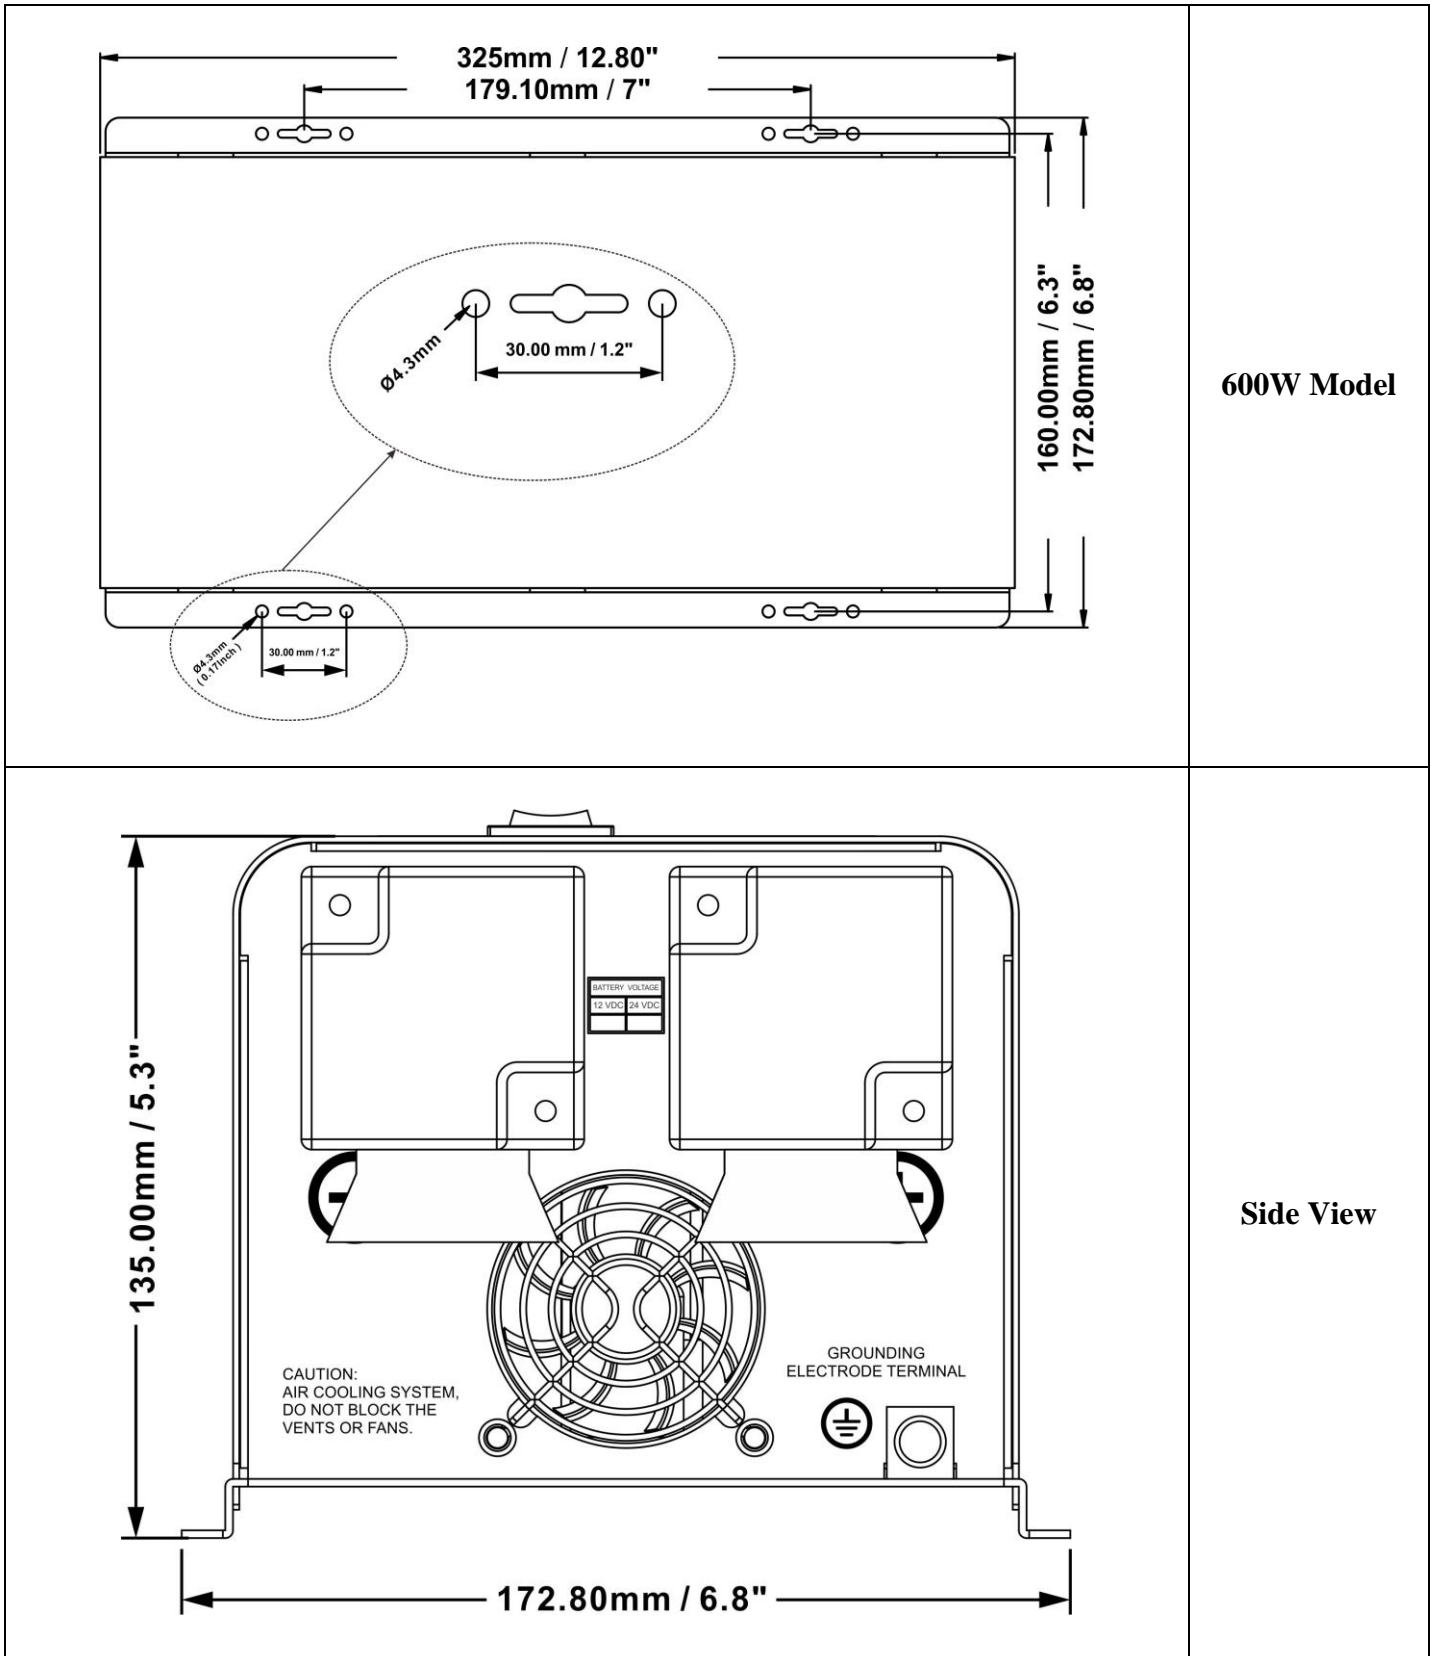 325mm / 12.80"
179.10mm / 7"
160.00mm / 6.3"
172.80mm / 6.8"
Ø4.3mm
30.00 mm / 1.2"
Ø4.3mm
( 0.17inch )
30.00 mm / 1.2"
600W Model
BATTERY VOLTAGE
12 VDC 24 VDC
135.00mm / 5.3"
CAUTION:
AIR COOLING SYSTEM,
DO NOT BLOCK THE
VENTS OR FANS.
GROUNDING
ELECTRODE TERMINAL
172.80mm / 6.8"
Side View